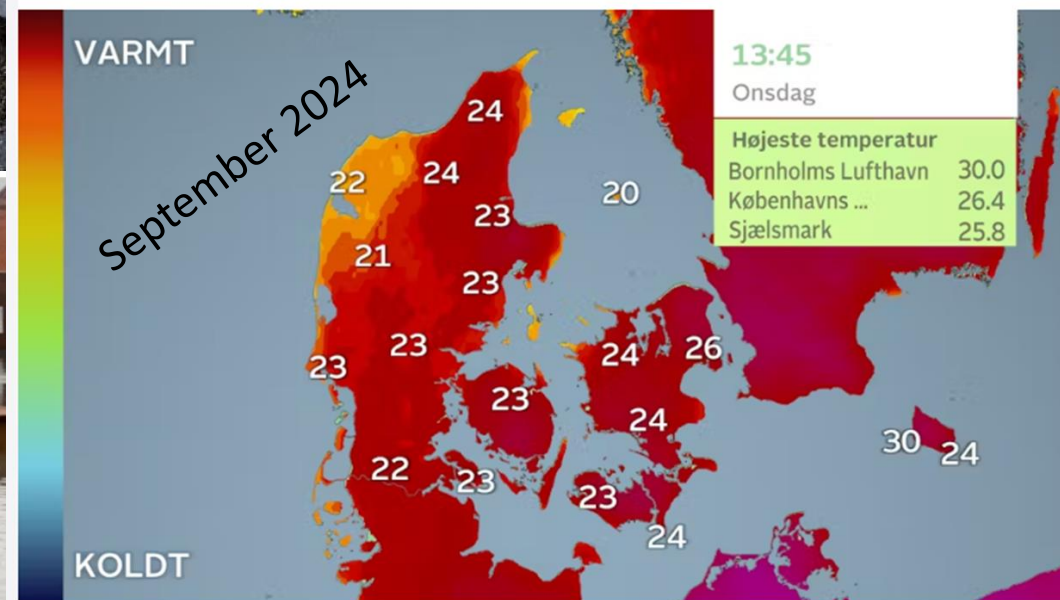 VARMT
September 2024
13:45
Onsdag
Højeste temperatur
Bornholms Lufthavn 30.0
Københavns ... 26.4
Sjælsmark 25.8
24
22
24
20
23
21
23
23
23
24
26
23
24
30
24
22
23
23
24
KOLDT